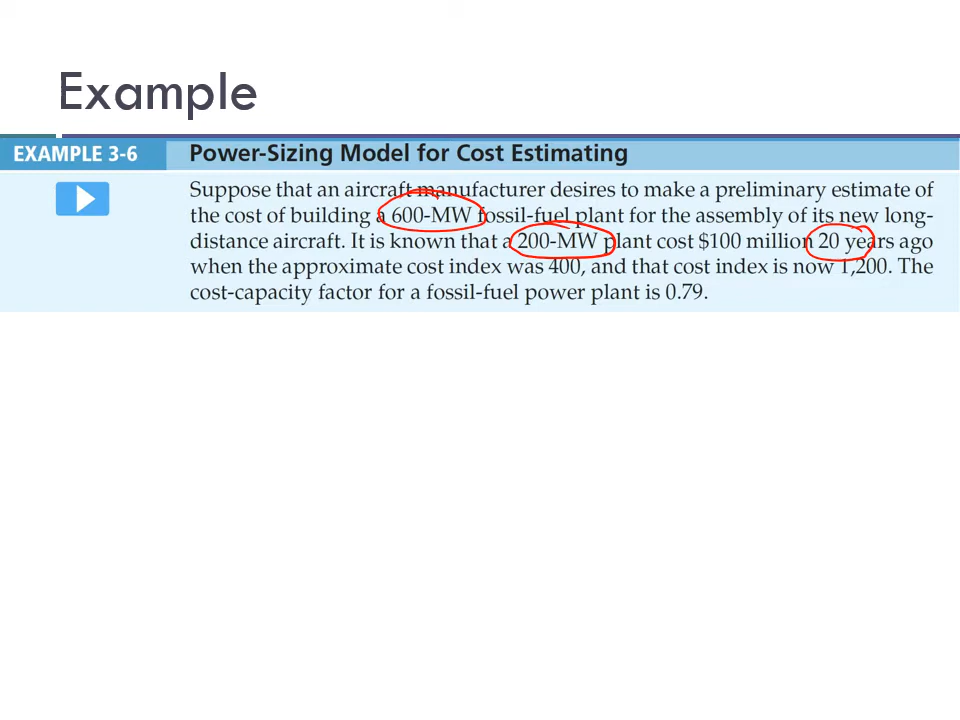 Example
EXAMPLE 3-6 Power-Sizing Model for Cost Estimating
Suppose that an aircraft manufacturer desires to make a preliminary estimate of
the cost of building a 600-MW fossil-fuel plant for the assembly of its new long-
distance aircraft. It is known that a 200-MW plant cost $100 million 20 years ago
when the approximate cost index was 400, and that cost index is now 1,200. The
cost-capacity factor for a fossil-fuel power plant is 0.79.